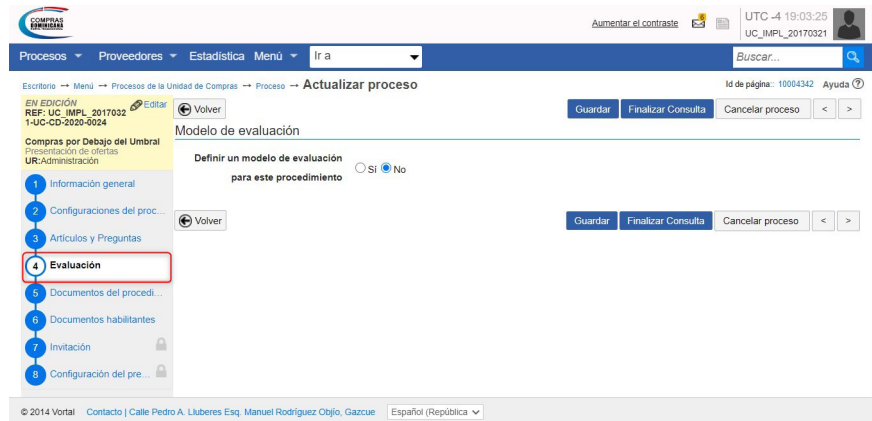 COMPRAS
DOMINICANA
Aumentar el contraste
6
UTC -4 19:03:25
UC_IMPL_20170321
Procesos Proveedores Estadística Menú Ir a Buscar...
Escritorio → Menú → Procesos de la Unidad de Compras → Proceso → Actualizar proceso
Id de página:: 10004342 Ayuda ?
EN EDICIÓN
Editar
REF: UC_IMPL_2017032
1-UC-CD-2020-0024
Compras por Debajo del Umbral
Presentación de ofertas
UR:Administración
1 Información general
2 Configuraciones del proc...
3 Artículos y Preguntas
4 Evaluación
5 Documentos del procedi...
6 Documentos habilitantes
7 Invitación
8 Configuración del pre...
Volver Guardar Finalizar Consulta Cancelar proceso < >
Modelo de evaluación
Definir un modelo de evaluación
para este procedimiento
Sí No
Volver Guardar Finalizar Consulta Cancelar proceso < >
© 2014 Vortal Contacto | Calle Pedro A. Lluberes Esq. Manuel Rodríguez Objío, Gazcue Español (República